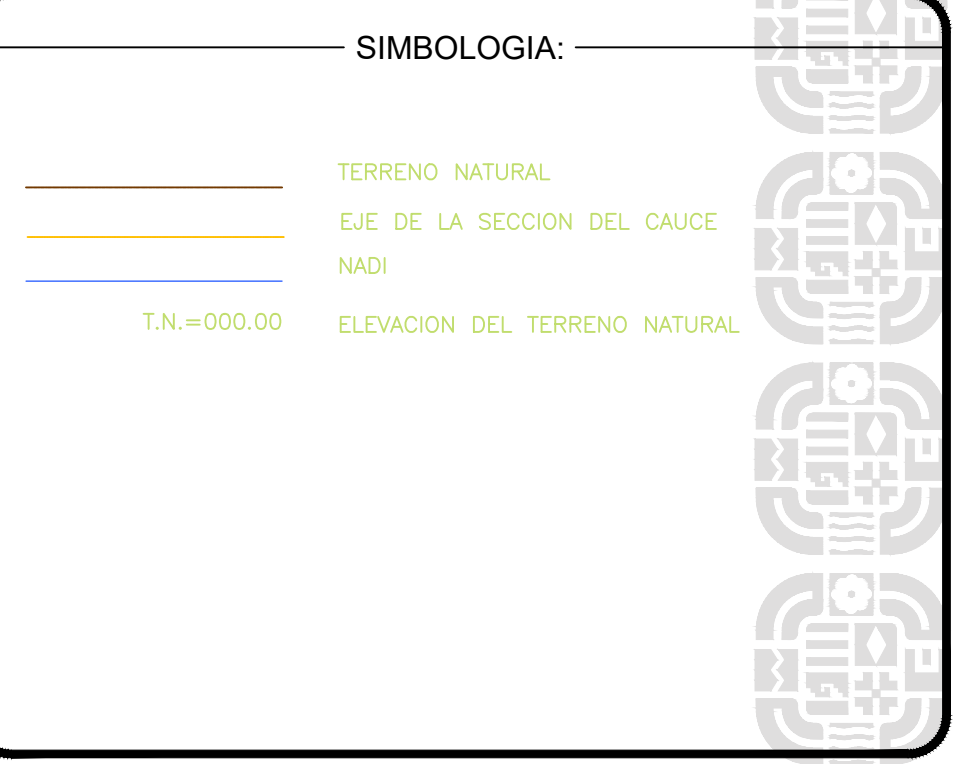 SIMBOLOGIA:
TERRENO NATURAL
EJE DE LA SECCION DEL CAUCE
NADI
T.N.=000.00 ELEVACION DEL TERRENO NATURAL